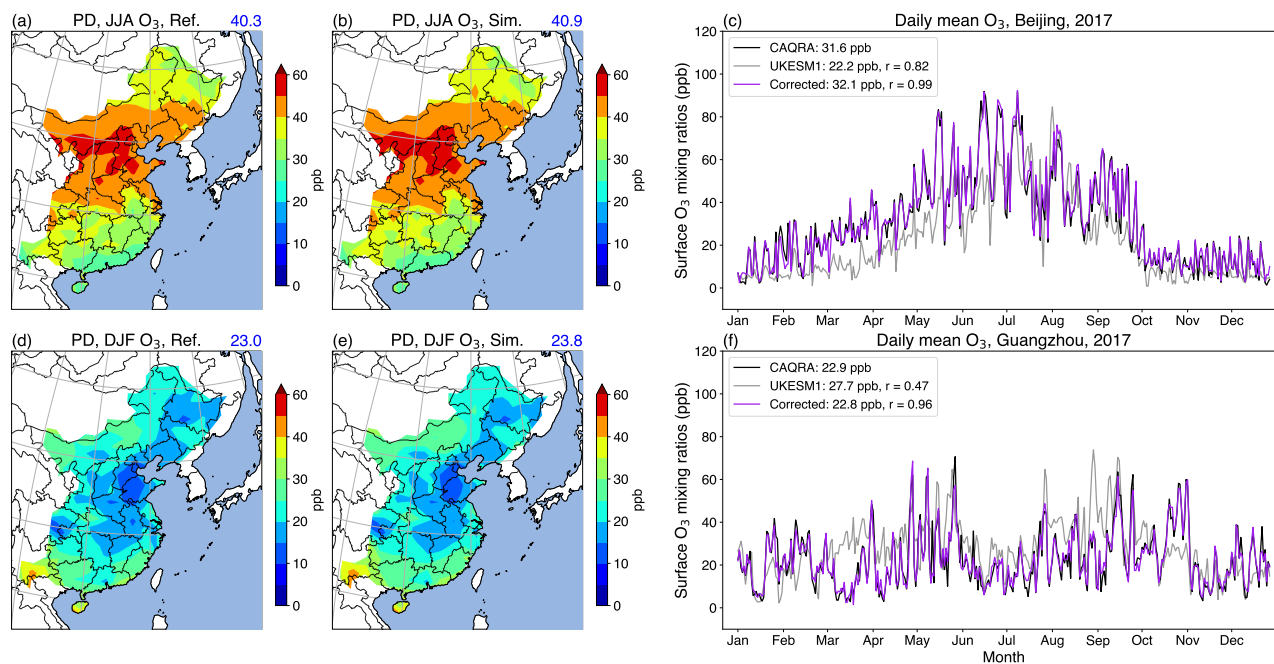 (a) PD, JJA O₃, Ref. 40.3
60
50
40
30
20
10
0
ppb
(b) PD, JJA O₃, Sim. 40.9
60
50
40
30
20
10
0
ppb
(c) Daily mean O₃, Beijing, 2017
CAQRA: 31.6 ppb
UKESM1: 22.2 ppb, r = 0.82
Corrected: 32.1 ppb, r = 0.99
Surface O₃ mixing ratios (ppb)
120
100
80
60
40
20
0
Jan Feb Mar Apr May Jun Jul Aug Sep Oct Nov Dec
(d) PD, DJF O₃, Ref. 23.0
60
50
40
30
20
10
0
ppb
(e) PD, DJF O₃, Sim. 23.8
60
50
40
30
20
10
0
ppb
(f) Daily mean O₃, Guangzhou, 2017
CAQRA: 22.9 ppb
UKESM1: 27.7 ppb, r = 0.47
Corrected: 22.8 ppb, r = 0.96
Surface O₃ mixing ratios (ppb)
120
100
80
60
40
20
0
Jan Feb Mar Apr May Jun Jul Aug Sep Oct Nov Dec
Month